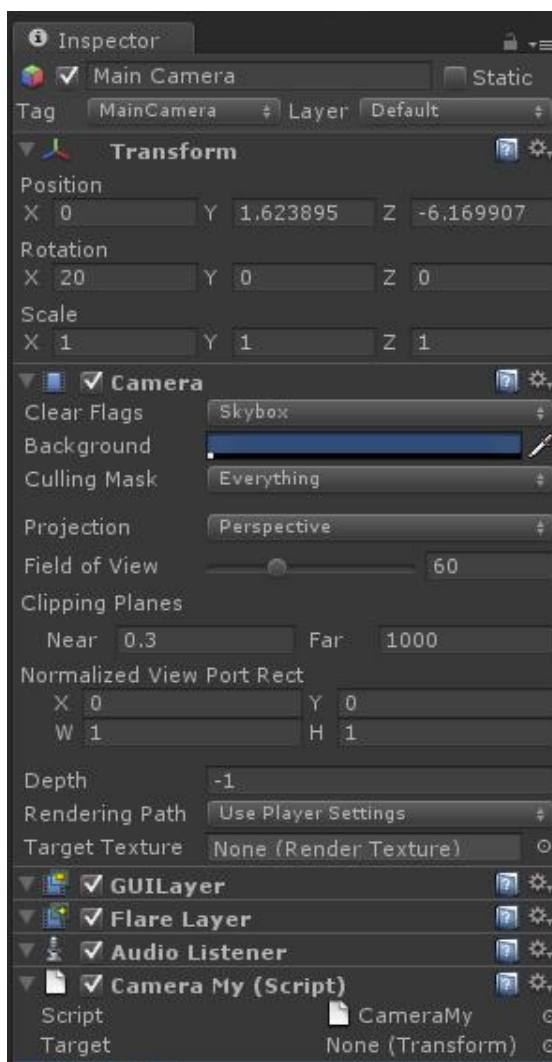 Inspector
Main Camera Static
Tag MainCamera Layer Default
Transform
Position
X 0 Y 1.623895 Z -6.169907
Rotation
X 20 Y 0 Z 0
Scale
X 1 Y 1 Z 1
Camera
Clear Flags Skybox
Background
Culling Mask Everything
Projection Perspective
Field of View 60
Clipping Planes
Near 0.3 Far 1000
Normalized View Port Rect
X 0 Y 0
W 1 H 1
Depth -1
Rendering Path Use Player Settings
Target Texture None (Render Texture)
GUILayer
Flare Layer
Audio Listener
Camera My (Script)
Script CameraMy
Target None (Transform)